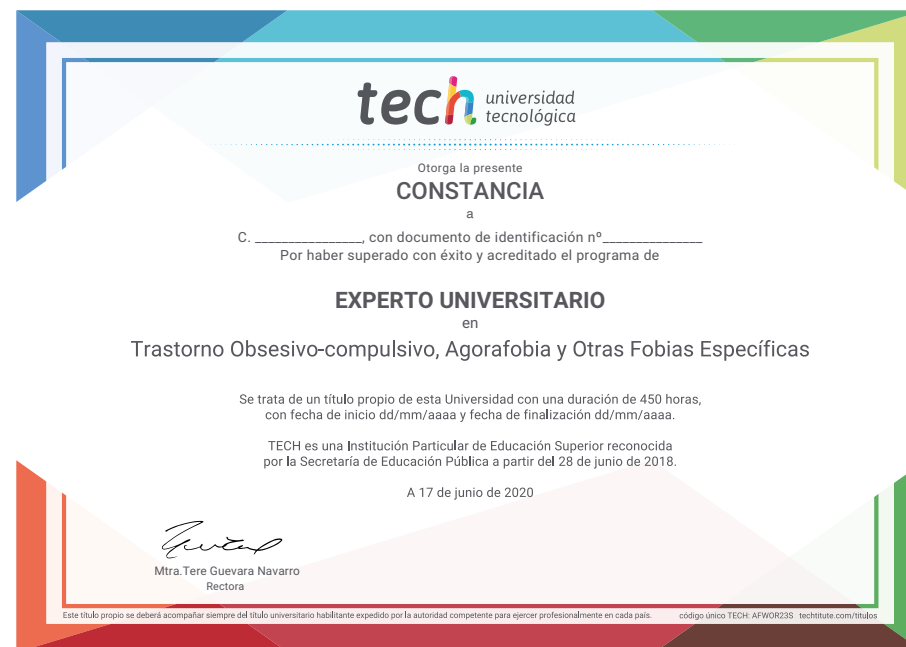 tech universidad
tecnológica
Otorga la presente
CONSTANCIA
a
C. ________________, con documento de identificación nº_______________
Por haber superado con éxito y acreditado el programa de
EXPERTO UNIVERSITARIO
en
Trastorno Obsesivo-compulsivo, Agorafobia y Otras Fobias Específicas
Se trata de un título propio de esta Universidad con una duración de 450 horas,
con fecha de inicio dd/mm/aaaa y fecha de finalización dd/mm/aaaa.
TECH es una Institución Particular de Educación Superior reconocida
por la Secretaría de Educación Pública a partir del 28 de junio de 2018.
A 17 de junio de 2020
Mtra.Tere Guevara Navarro
Rectora
Este título propio se deberá acompañar siempre del título universitario habilitante expedido por la autoridad competente para ejercer profesionalmente en cada país. código único TECH: AFWOR23S techtitute.com/titulos